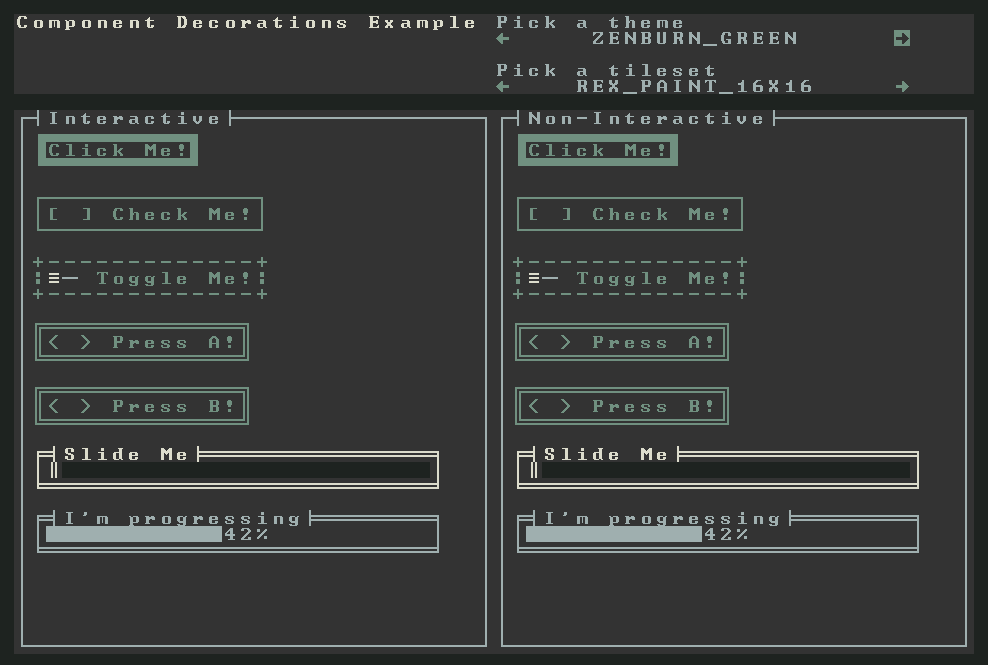 Component Decorations Example
Pick a theme
ZENBURN_GREEN
Pick a tileset
REX_PAINT_16X16
Interactive
Click Me!
[ ] Check Me!
Toggle Me!
< > Press A!
< > Press B!
Slide Me
I'm progressing
42%
Non-Interactive
Click Me!
[ ] Check Me!
Toggle Me!
< > Press A!
< > Press B!
Slide Me
I'm progressing
42%